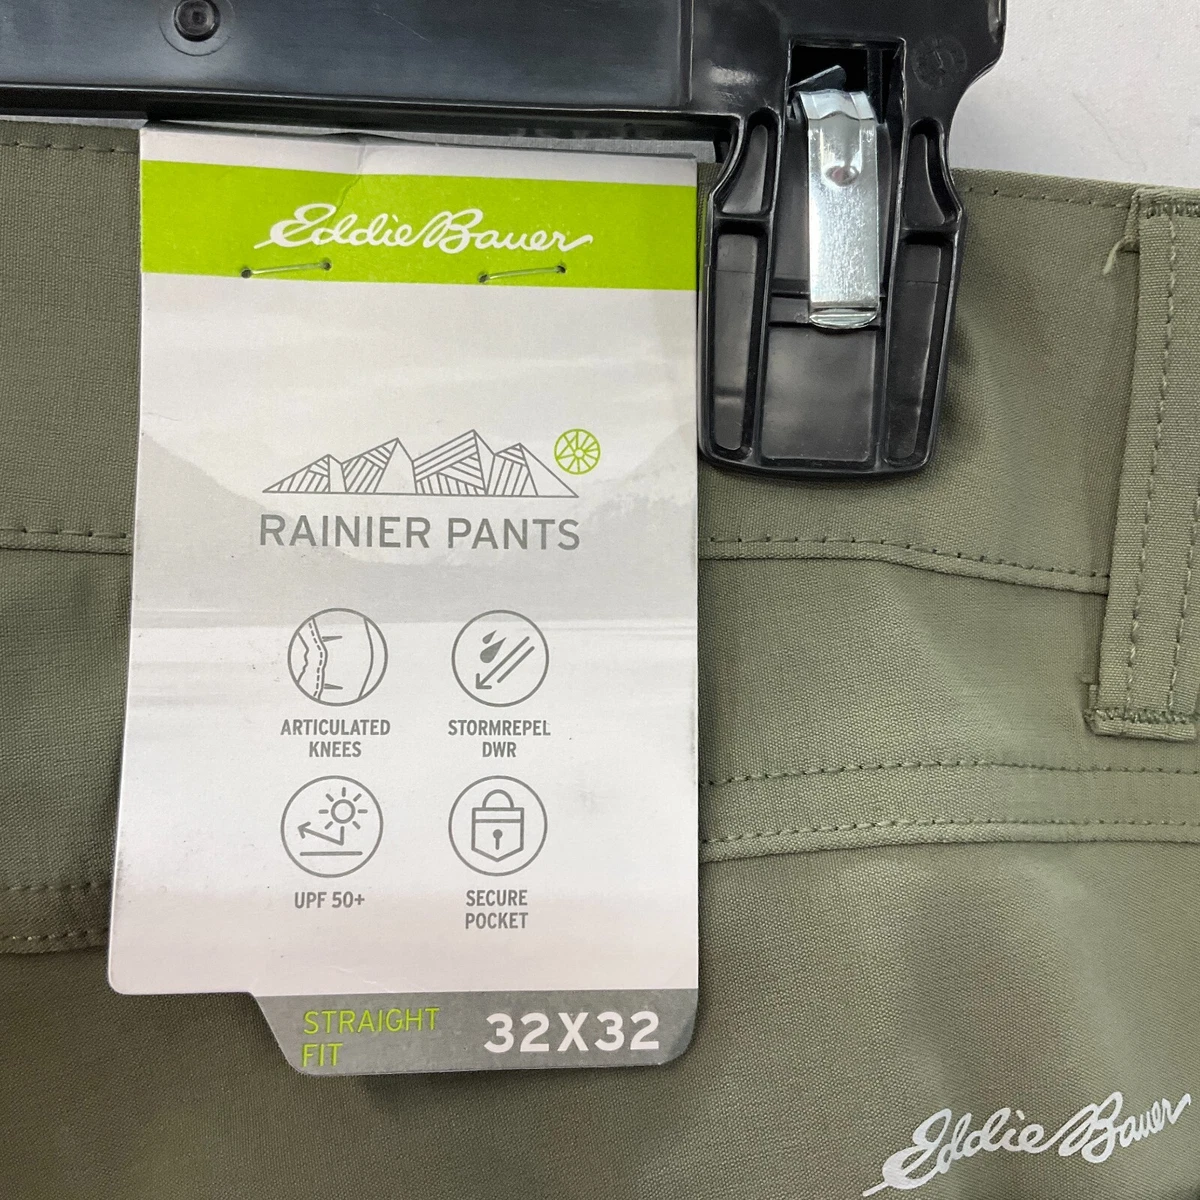 Eddie Bauer
RAINIER PANTS
ARTICULATED
KNEES
STORMREPEL
DWR
UPF 50+
SECURE
POCKET
STRAIGHT
FIT
32X32
Eddie Bauer